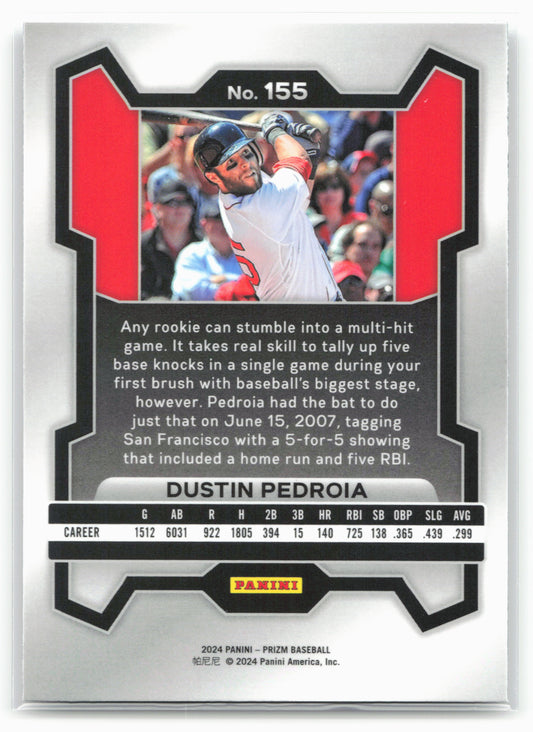 No. 155
5
Any rookie can stumble into a multi-hit
game. It takes real skill to tally up five
base knocks in a single game during your
first brush with baseball's biggest stage,
however. Pedroia had the bat to do
just that on June 15, 2007, tagging
San Francisco with a 5-for-5 showing
that included a home run and five RBI.
DUSTIN PEDROIA
G AB R H 2B 3B HR RBI SB OBP SLG AVG
CAREER 1512 6031 922 1805 394 15 140 725 138 .365 .439 .299
PANINI
2024 PANINI – PRIZM BASEBALL
帕尼尼 © 2024 Panini America, Inc.